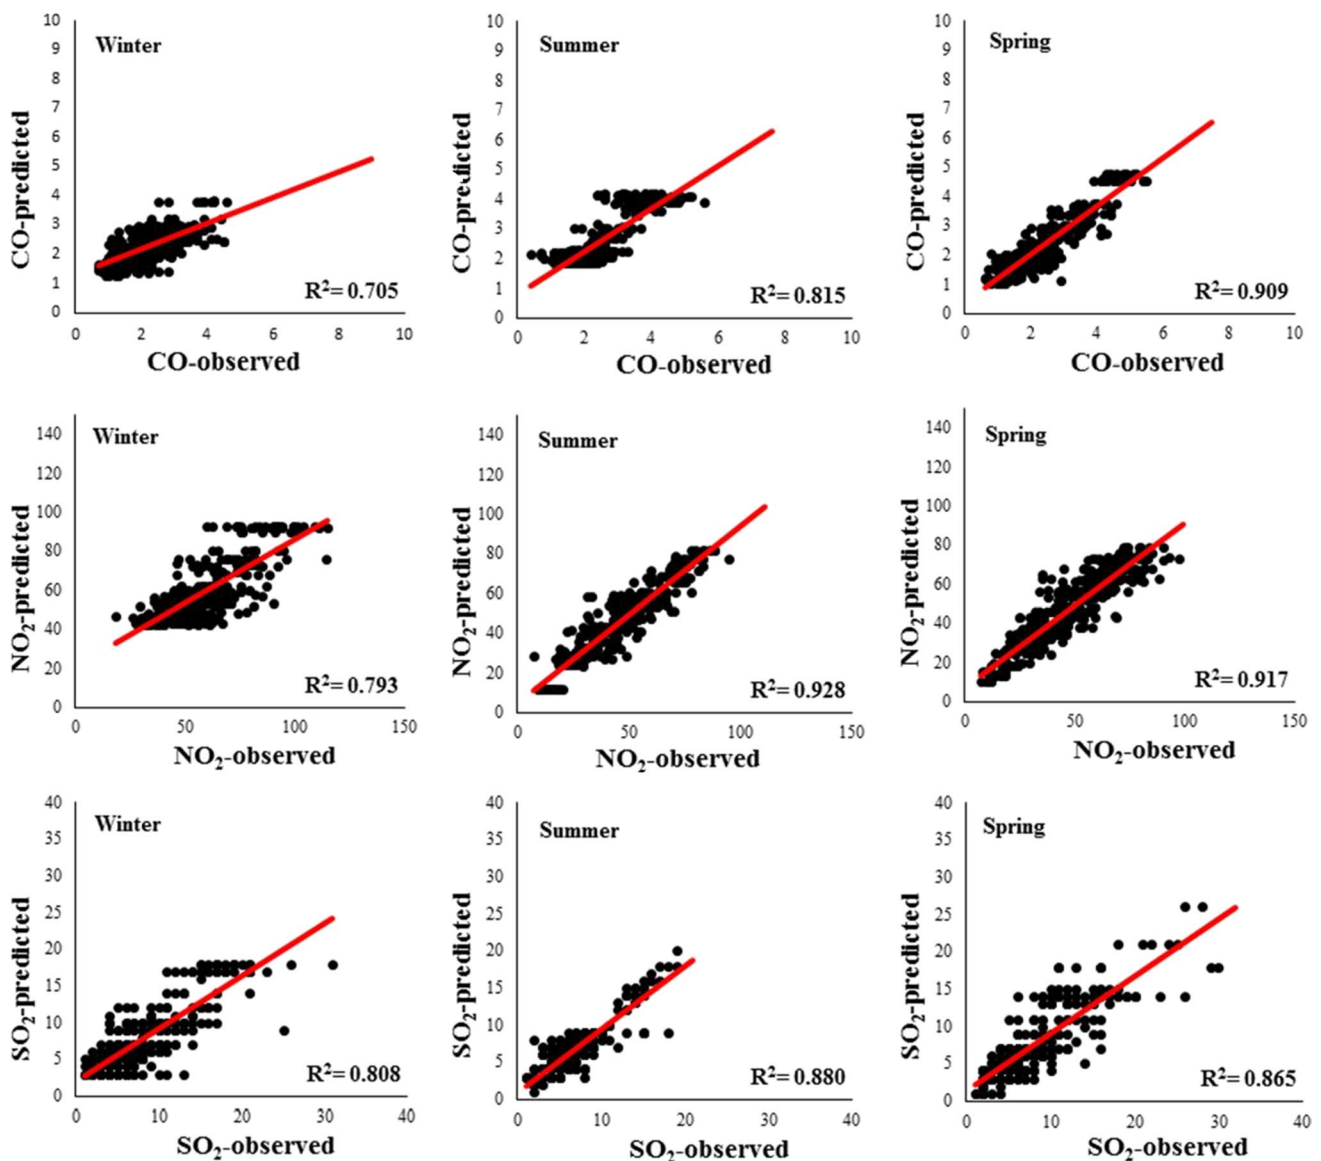 10
9
8
7
6
5
4
3
2
1
0
Winter
R2= 0.705
CO-predicted
0 2 4 6 8 10
CO-observed
10
9
8
7
6
5
4
3
2
1
0
Summer
R2= 0.815
CO-predicted
0 2 4 6 8 10
CO-observed
10
9
8
7
6
5
4
3
2
1
0
Spring
R2= 0.909
CO-predicted
0 2 4 6 8 10
CO-observed
140
120
100
80
60
40
20
0
Winter
R2= 0.793
NO2-predicted
0 50 100 150
NO2-observed
140
120
100
80
60
40
20
0
Summer
R2= 0.928
NO2-predicted
0 50 100 150
NO2-observed
140
120
100
80
60
40
20
0
Spring
R2= 0.917
NO2-predicted
0 50 100 150
NO2-observed
40
35
30
25
20
15
10
5
0
Winter
R2= 0.808
SO2-predicted
0 10 20 30 40
SO2-observed
40
35
30
25
20
15
10
5
0
Summer
R2= 0.880
SO2-predicted
0 10 20 30 40
SO2-observed
40
35
30
25
20
15
10
5
0
Spring
R2= 0.865
SO2-predicted
0 10 20 30 40
SO2-observed